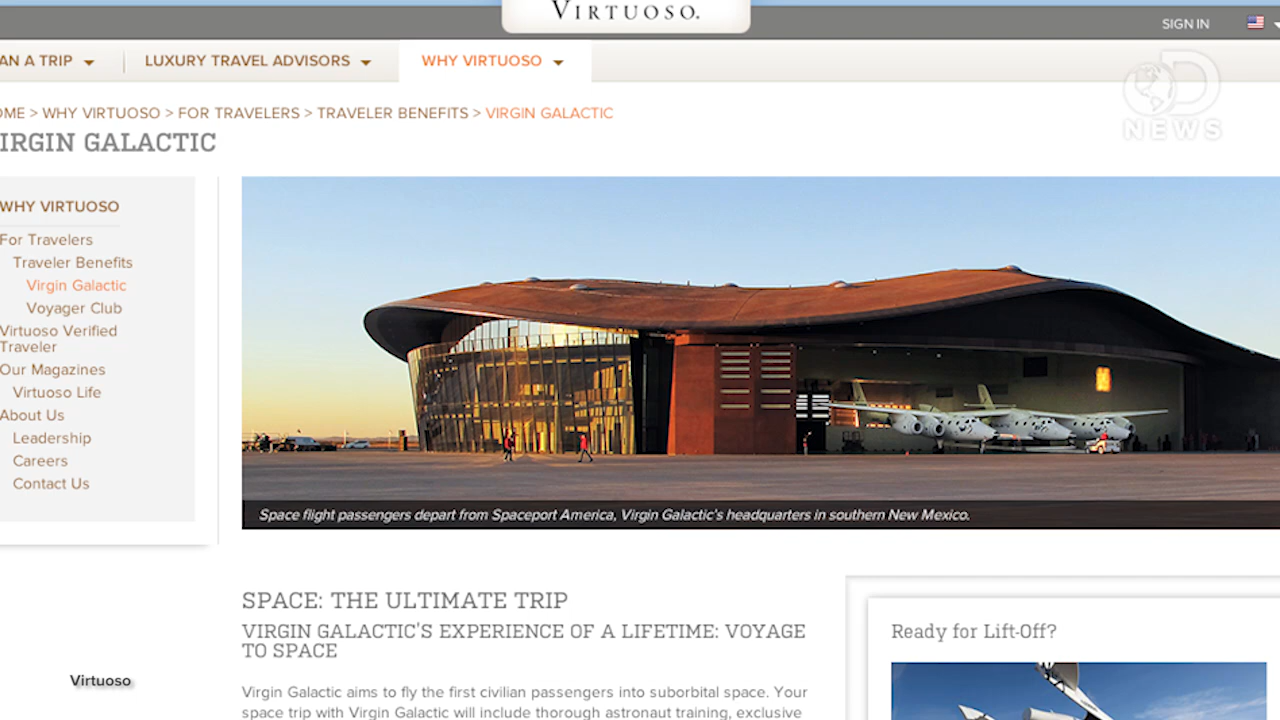 VIRTUOSO.
SIGN IN
AN A TRIP
LUXURY TRAVEL ADVISORS
WHY VIRTUOSO
OME > WHY VIRTUOSO > FOR TRAVELERS > TRAVELER BENEFITS > VIRGIN GALACTIC
IRGIN GALACTIC
D
NEWS
WHY VIRTUOSO
For Travelers
Traveler Benefits
Virgin Galactic
Voyager Club
Virtuoso Verified
Traveler
Our Magazines
Virtuoso Life
About Us
Leadership
Careers
Contact Us
Space flight passengers depart from Spaceport America, Virgin Galactic's headquarters in southern New Mexico.
SPACE: THE ULTIMATE TRIP
VIRGIN GALACTIC'S EXPERIENCE OF A LIFETIME: VOYAGE
TO SPACE
Virgin Galactic aims to fly the first civilian passengers into suborbital space. Your
space trip with Virgin Galactic will include thorough astronaut training, exclusive
Ready for Lift-Off?
Virtuoso